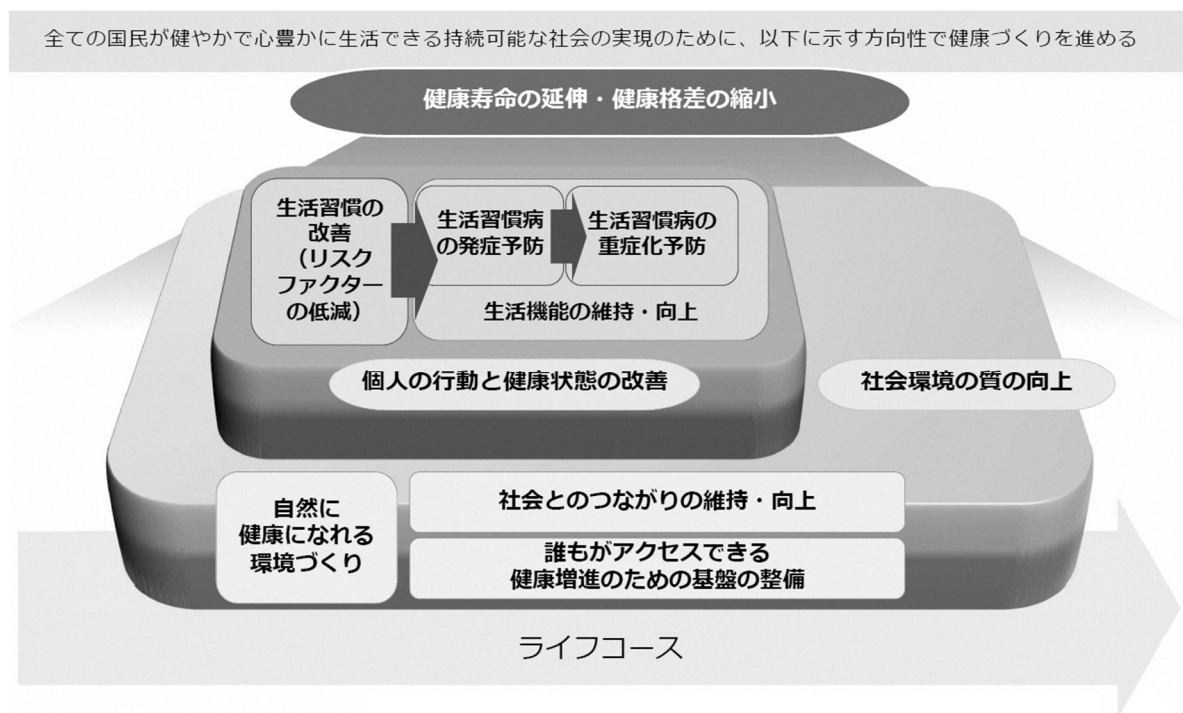 全ての国民が健やかで心豊かに生活できる持続可能な社会の実現のために、以下に示す方向性で健康づくりを進める
健康寿命の延伸・健康格差の縮小
生活習慣の
改善
（リスク
ファクター
の低減）
生活習慣病
の発症予防
生活習慣病の
重症化予防
生活機能の維持・向上
個人の行動と健康状態の改善
社会環境の質の向上
自然に
健康になれる
環境づくり
社会とのつながりの維持・向上
誰もがアクセスできる
健康増進のための基盤の整備
ライフコース